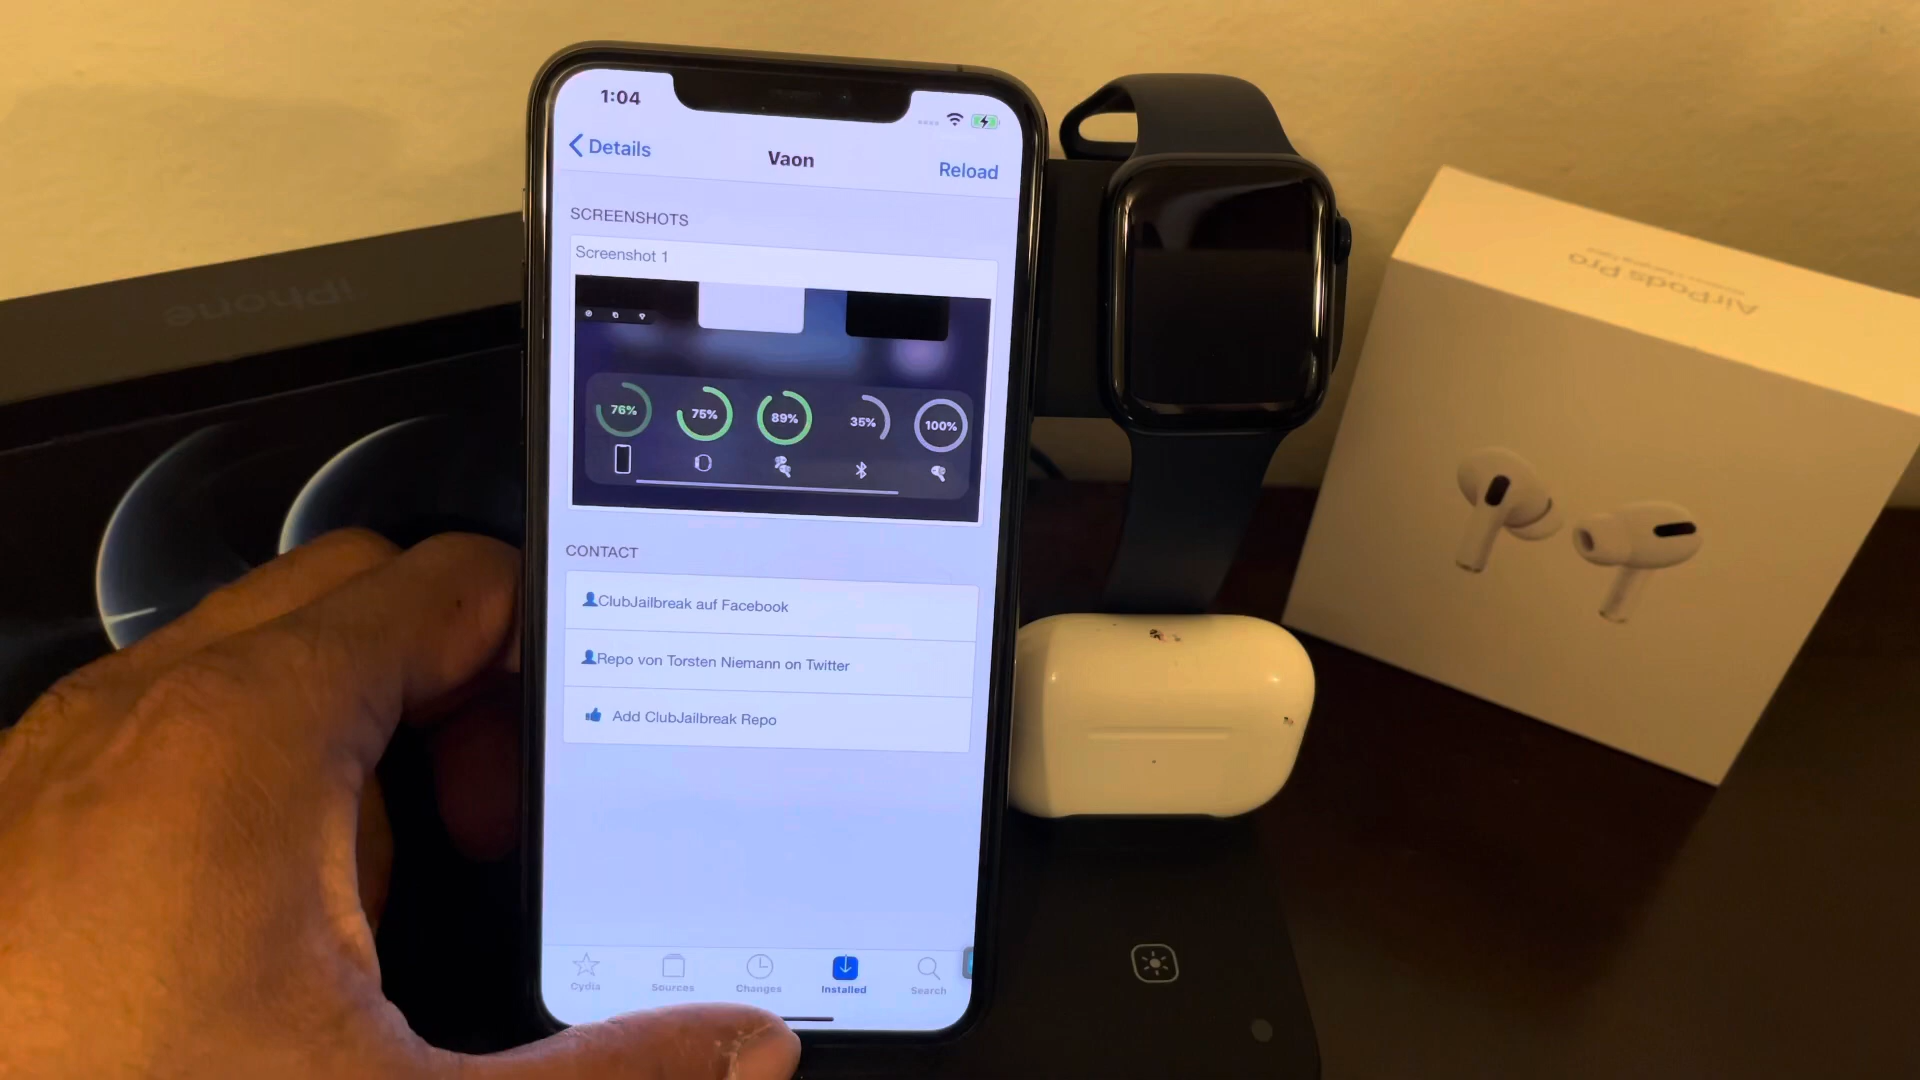 1:04
Details
Vaon
Reload
SCREENSHOTS
Screenshot 1
76%
75%
89%
35%
100%
CONTACT
ClubJailbreak auf Facebook
Repo von Torsten Niemann on Twitter
Add ClubJailbreak Repo
Cydia
Sources
Changes
Installed
Search
iPhone
AirPods Pro